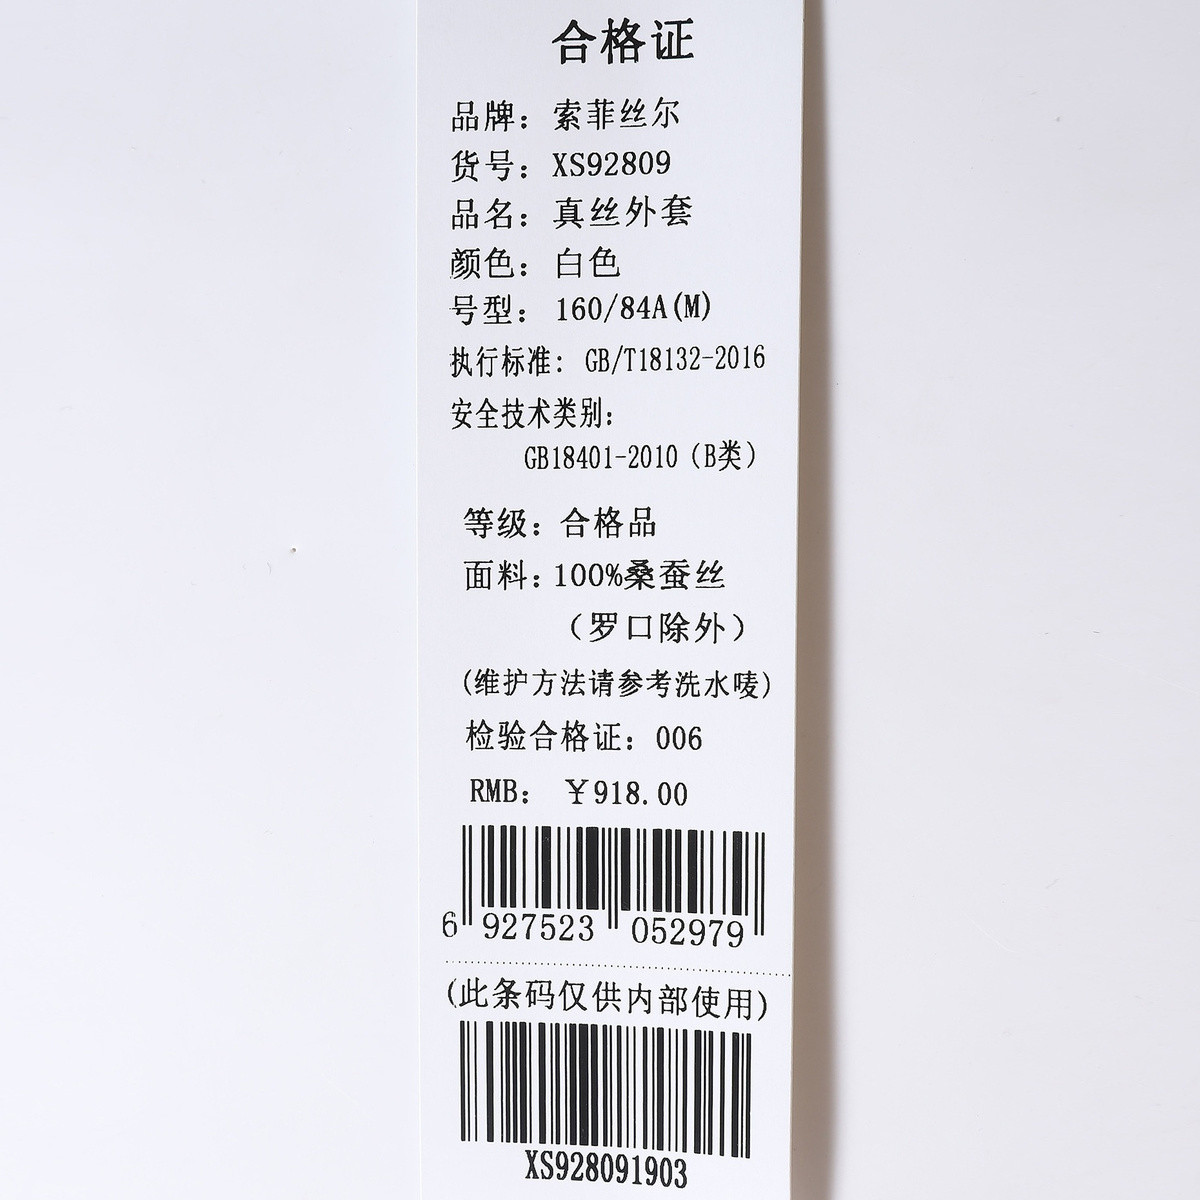 合格证
品牌：索菲丝尔
货号：XS92809
品名：真丝外套
颜色：白色
号型：160/84A(M)
执行标准：GB/T18132-2016
安全技术类别：
GB18401-2010（B类）
等级：合格品
面料：100%桑蚕丝
（罗口除外）
(维护方法请参考洗水唛)
检验合格证：006
RMB：￥918.00
6 927523 052979
(此条码仅供内部使用)
XS928091903